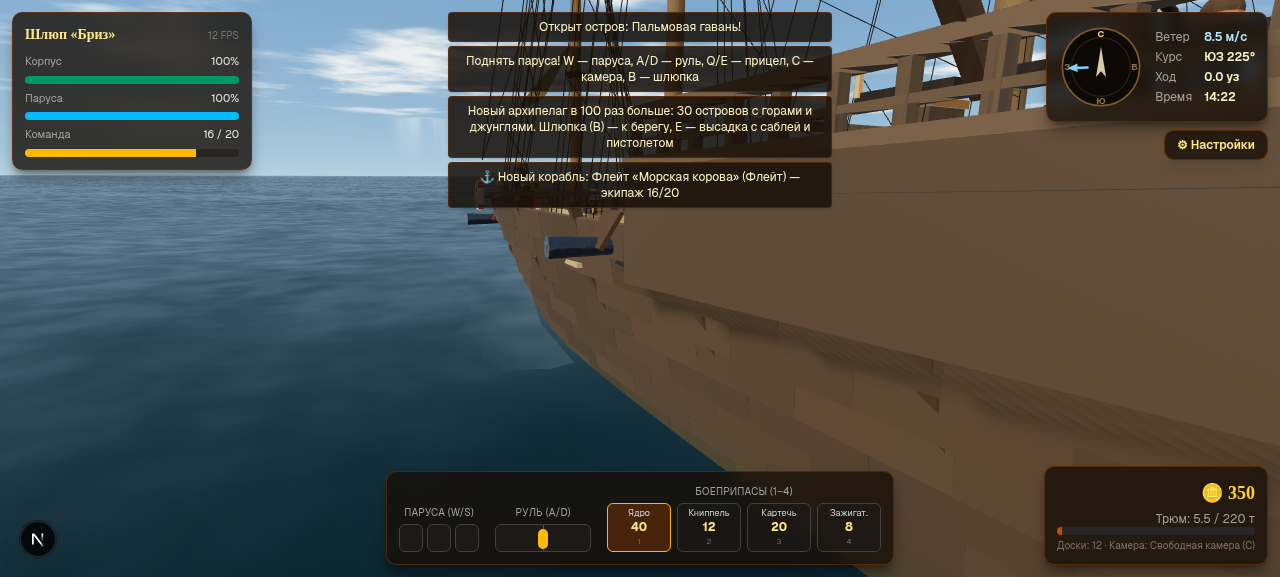 Шлюп «Бриз»
12 FPS
Корпус
100%
Паруса
100%
Команда
16 / 20
Открыт остров: Пальмовая гавань!
Поднять паруса! W — паруса, A/D — руль, Q/E — прицел, C —
камера, B — шлюпка
Новый архипелаг в 100 раз больше: 30 островов с горами и
джунглями. Шлюпка (B) — к берегу, E — высадка с саблей и
пистолетом
⚓ Новый корабль: Флейт «Морская корова» (Флейт) —
экипаж 16/20
С
З
В
Ю
Ветер 8.5 м/с
Курс ЮЗ 225°
Ход 0.0 уз
Время 14:22
⚙ Настройки
ПАРУСА (W/S)
РУЛЬ (A/D)
БОЕПРИПАСЫ (1–4)
Ядро
40
1
Книппель
12
2
Картечь
20
3
Зажигат.
8
4
350
Трюм: 5.5 / 220 т
Доски: 12 · Камера: Свободная камера (C)
N